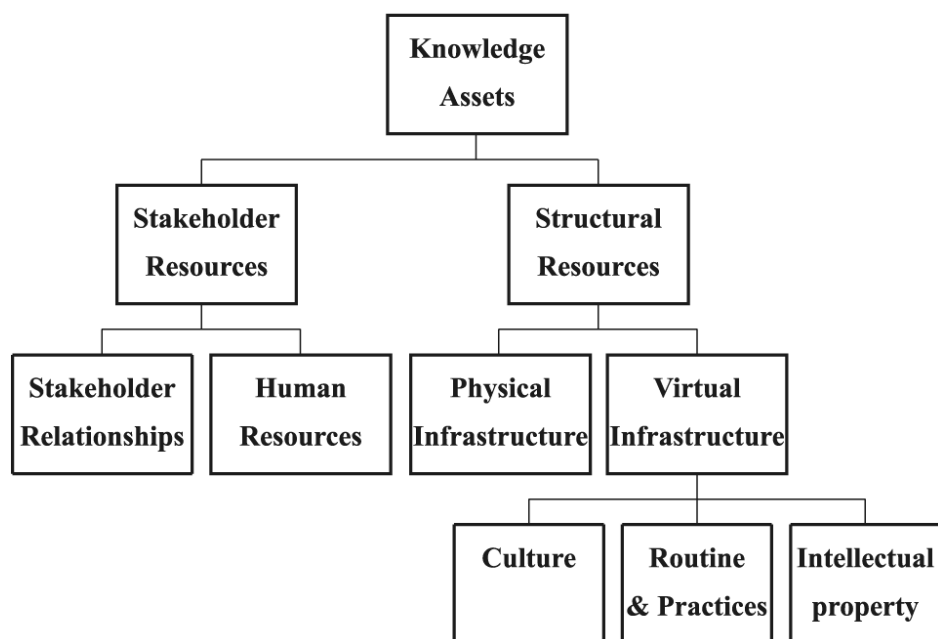 Knowledge
Assets
Stakeholder
Resources
Structural
Resources
Stakeholder
Relationships
Human
Resources
Physical
Infrastructure
Virtual
Infrastructure
Culture
Routine
& Practices
Intellectual
property